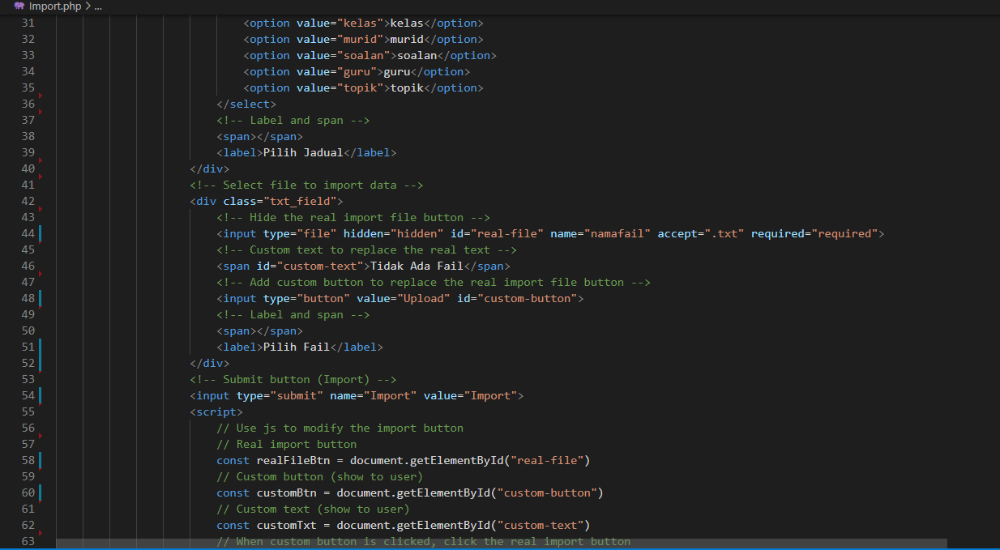 Import.php > ...
31 <option value="kelas">kelas</option>
32 <option value="murid">murid</option>
33 <option value="soalan">soalan</option>
34 <option value="guru">guru</option>
35 <option value="topik">topik</option>
36 </select>
37 <!-- Label and span -->
38 <span></span>
39 <label>Pilih Jadual</label>
40 </div>
41 <!-- Select file to import data -->
42 <div class="txt_field">
43 <!-- Hide the real import file button -->
44 <input type="file" hidden="hidden" id="real-file" name="namafail" accept=".txt" required="required">
45 <!-- Custom text to replace the real text -->
46 <span id="custom-text">Tidak Ada Fail</span>
47 <!-- Add custom button to replace the real import file button -->
48 <input type="button" value="Upload" id="custom-button">
49 <!-- Label and span -->
50 <span></span>
51 <label>Pilih Fail</label>
52 </div>
53 <!-- Submit button (Import) -->
54 <input type="submit" name="Import" value="Import">
55 <script>
56 // Use js to modify the import button
57 // Real import button
58 const realFileBtn = document.getElementById("real-file")
59 // Custom button (show to user)
60 const customBtn = document.getElementById("custom-button")
61 // Custom text (show to user)
62 const customTxt = document.getElementById("custom-text")
63 // When custom button is clicked, click the real import button